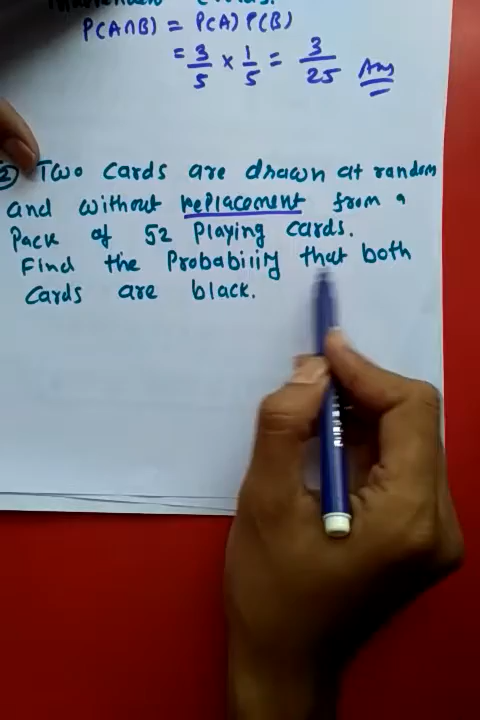 P(A∩B) = P(A) P(B)
= 3/5 × 1/5 = 3/25 Ans
② Two cards are drawn at random
and without replacement from a
Pack of 52 Playing cards.
Find the Probability that both
cards are black.